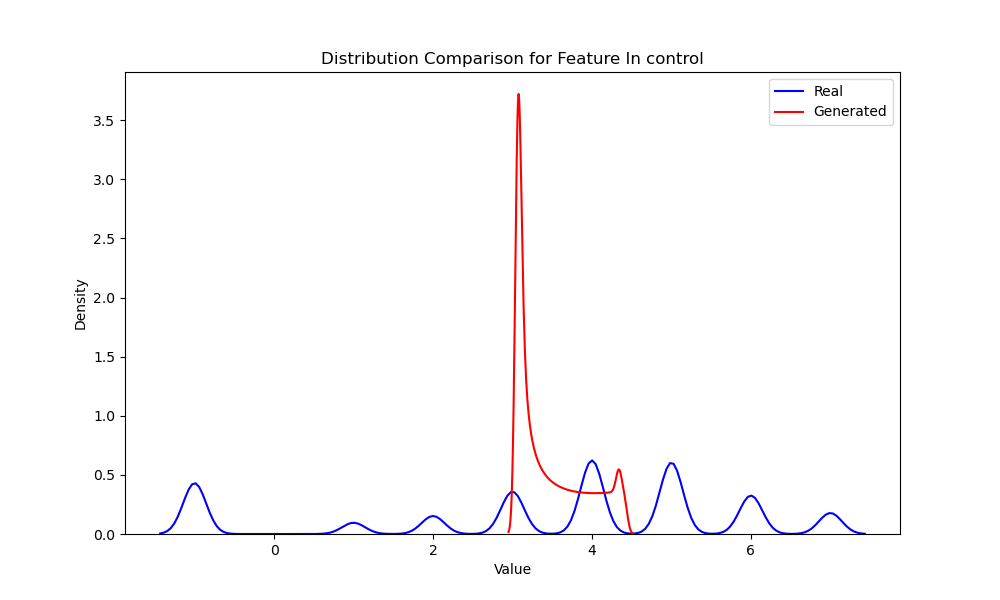 Distribution Comparison for Feature In control
Real
Generated
Density
3.5
3.0
2.5
2.0
1.5
1.0
0.5
0.0
0 2 4 6
Value